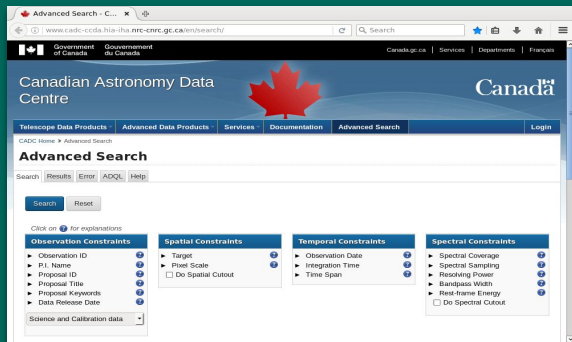 Advanced Search - C...
www.cadc-ccda.hia-iha.nrc-cnrc.gc.ca/en/search/
Search
Government of Canada
Gouvernement du Canada
Canada.gc.ca | Services | Departments | Français
Canadian Astronomy Data
Centre
Canada
Telescope Data Products Advanced Data Products Services Documentation Advanced Search Login
CADC Home > Advanced Search
Advanced Search
Search Results Error ADQL Help
Search Reset
Click on ? for explanations
Observation Constraints
Observation ID
P.I. Name
Proposal ID
Proposal Title
Proposal Keywords
Data Release Date
Science and Calibration data
Spatial Constraints
Target
Pixel Scale
Do Spatial Cutout
Temporal Constraints
Observation Date
Integration Time
Time Span
Spectral Constraints
Spectral Coverage
Spectral Sampling
Resolving Power
Bandpass Width
Rest-frame Energy
Do Spectral Cutout